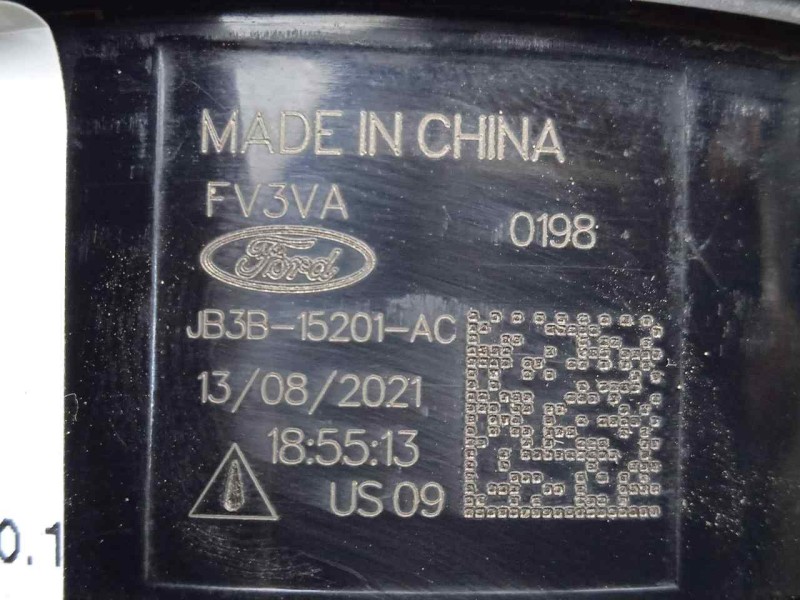 MADE IN CHINA
FV3VA
0198
Ford
JB3B-15201-AC
13/08/2021
18:55:13
US 09
0.1